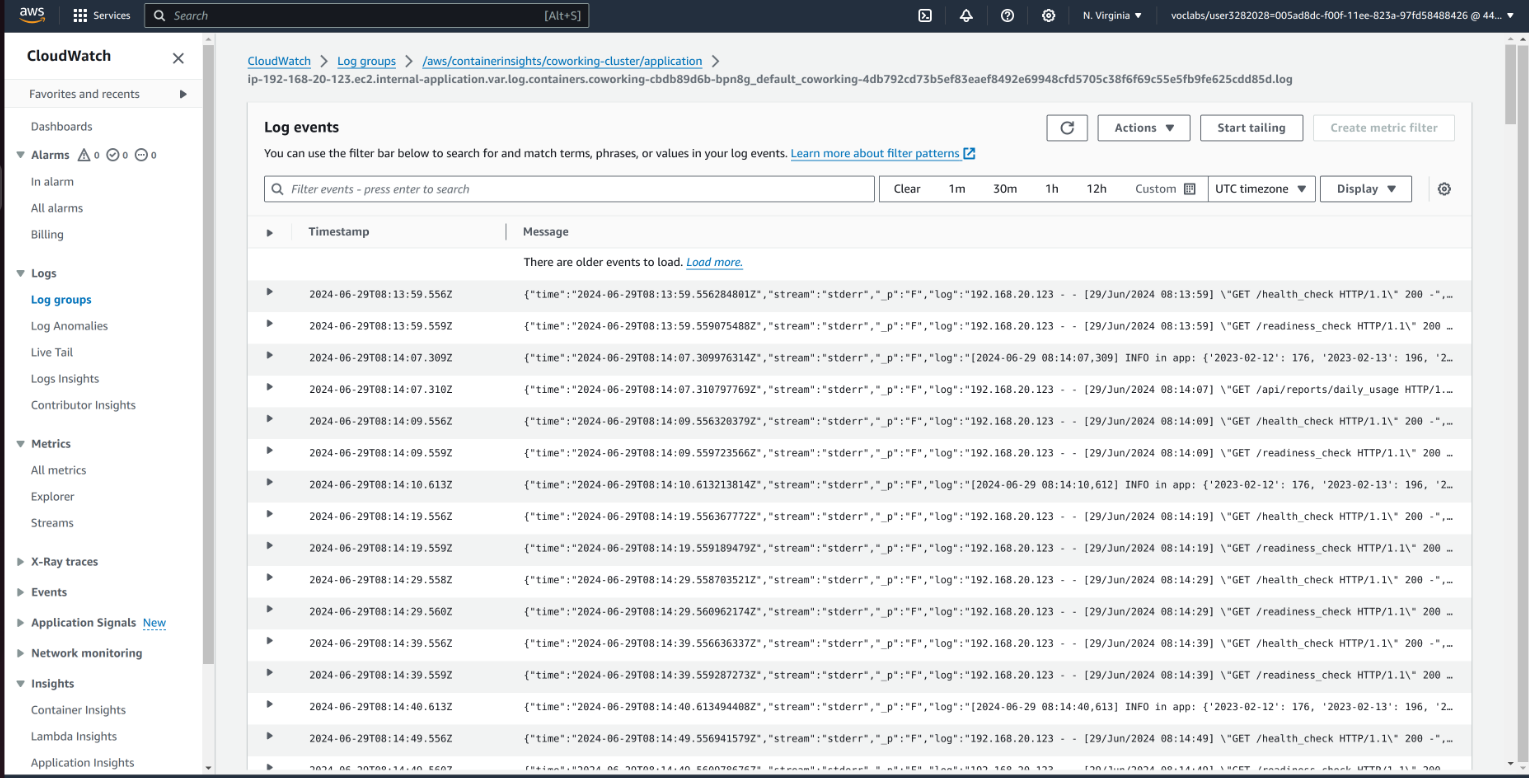 aws Services Search [Alt+S] N. Virginia voclabs/user3282028=005ad8dc-f00f-11ee-823a-97fd58488426 @ 44...
CloudWatch
Favorites and recents
Dashboards
Alarms 0 0 0
In alarm
All alarms
Billing
Logs
Log groups
Log Anomalies
Live Tail
Logs Insights
Contributor Insights
Metrics
All metrics
Explorer
Streams
X-Ray traces
Events
Application Signals New
Network monitoring
Insights
Container Insights
Lambda Insights
Application Insights
CloudWatch Log groups /aws/containerinsights/coworking-cluster/application
ip-192-168-20-123.ec2.internal-application.var.log.containers.coworking-cbdb89d6b-bpn8g_default_coworking-4db792cd73b5ef83eaef8492e69948cfd5705c38f6f69c55e5fb9fe625cdd85d.log
Log events
Actions Start tailing Create metric filter
You can use the filter bar below to search for and match terms, phrases, or values in your log events. Learn more about filter patterns
Filter events - press enter to search Clear 1m 30m 1h 12h Custom UTC timezone Display
Timestamp Message
There are older events to load. Load more.
2024-06-29T08:13:59.556Z {"time":"2024-06-29T08:13:59.556284801Z","stream":"stderr","_p":"F","log":"192.168.20.123 - - [29/Jun/2024 08:13:59] \"GET /health_check HTTP/1.1\" 200 -",…
2024-06-29T08:13:59.559Z {"time":"2024-06-29T08:13:59.559075488Z","stream":"stderr","_p":"F","log":"192.168.20.123 - - [29/Jun/2024 08:13:59] \"GET /readiness_check HTTP/1.1\" 200 …
2024-06-29T08:14:07.309Z {"time":"2024-06-29T08:14:07.309976314Z","stream":"stderr","_p":"F","log":"[2024-06-29 08:14:07,309] INFO in app: {'2023-02-12': 176, '2023-02-13': 196, '2…
2024-06-29T08:14:07.310Z {"time":"2024-06-29T08:14:07.310797769Z","stream":"stderr","_p":"F","log":"192.168.20.123 - - [29/Jun/2024 08:14:07] \"GET /api/reports/daily_usage HTTP/1.…
2024-06-29T08:14:09.556Z {"time":"2024-06-29T08:14:09.556320379Z","stream":"stderr","_p":"F","log":"192.168.20.123 - - [29/Jun/2024 08:14:09] \"GET /health_check HTTP/1.1\" 200 -",…
2024-06-29T08:14:09.559Z {"time":"2024-06-29T08:14:09.559723566Z","stream":"stderr","_p":"F","log":"192.168.20.123 - - [29/Jun/2024 08:14:09] \"GET /readiness_check HTTP/1.1\" 200 …
2024-06-29T08:14:10.613Z {"time":"2024-06-29T08:14:10.613213814Z","stream":"stderr","_p":"F","log":"[2024-06-29 08:14:10,612] INFO in app: {'2023-02-12': 176, '2023-02-13': 196, '2…
2024-06-29T08:14:19.556Z {"time":"2024-06-29T08:14:19.556367772Z","stream":"stderr","_p":"F","log":"192.168.20.123 - - [29/Jun/2024 08:14:19] \"GET /health_check HTTP/1.1\" 200 -",…
2024-06-29T08:14:19.559Z {"time":"2024-06-29T08:14:19.559189479Z","stream":"stderr","_p":"F","log":"192.168.20.123 - - [29/Jun/2024 08:14:19] \"GET /readiness_check HTTP/1.1\" 200 …
2024-06-29T08:14:29.558Z {"time":"2024-06-29T08:14:29.558703521Z","stream":"stderr","_p":"F","log":"192.168.20.123 - - [29/Jun/2024 08:14:29] \"GET /health_check HTTP/1.1\" 200 -",…
2024-06-29T08:14:29.560Z {"time":"2024-06-29T08:14:29.560962174Z","stream":"stderr","_p":"F","log":"192.168.20.123 - - [29/Jun/2024 08:14:29] \"GET /readiness_check HTTP/1.1\" 200 …
2024-06-29T08:14:39.556Z {"time":"2024-06-29T08:14:39.556636337Z","stream":"stderr","_p":"F","log":"192.168.20.123 - - [29/Jun/2024 08:14:39] \"GET /health_check HTTP/1.1\" 200 -",…
2024-06-29T08:14:39.559Z {"time":"2024-06-29T08:14:39.559287273Z","stream":"stderr","_p":"F","log":"192.168.20.123 - - [29/Jun/2024 08:14:39] \"GET /readiness_check HTTP/1.1\" 200 …
2024-06-29T08:14:40.613Z {"time":"2024-06-29T08:14:40.613494408Z","stream":"stderr","_p":"F","log":"[2024-06-29 08:14:40,613] INFO in app: {'2023-02-12': 176, '2023-02-13': 196, '2…
2024-06-29T08:14:49.556Z {"time":"2024-06-29T08:14:49.556941579Z","stream":"stderr","_p":"F","log":"192.168.20.123 - - [29/Jun/2024 08:14:49] \"GET /health_check HTTP/1.1\" 200 -",…